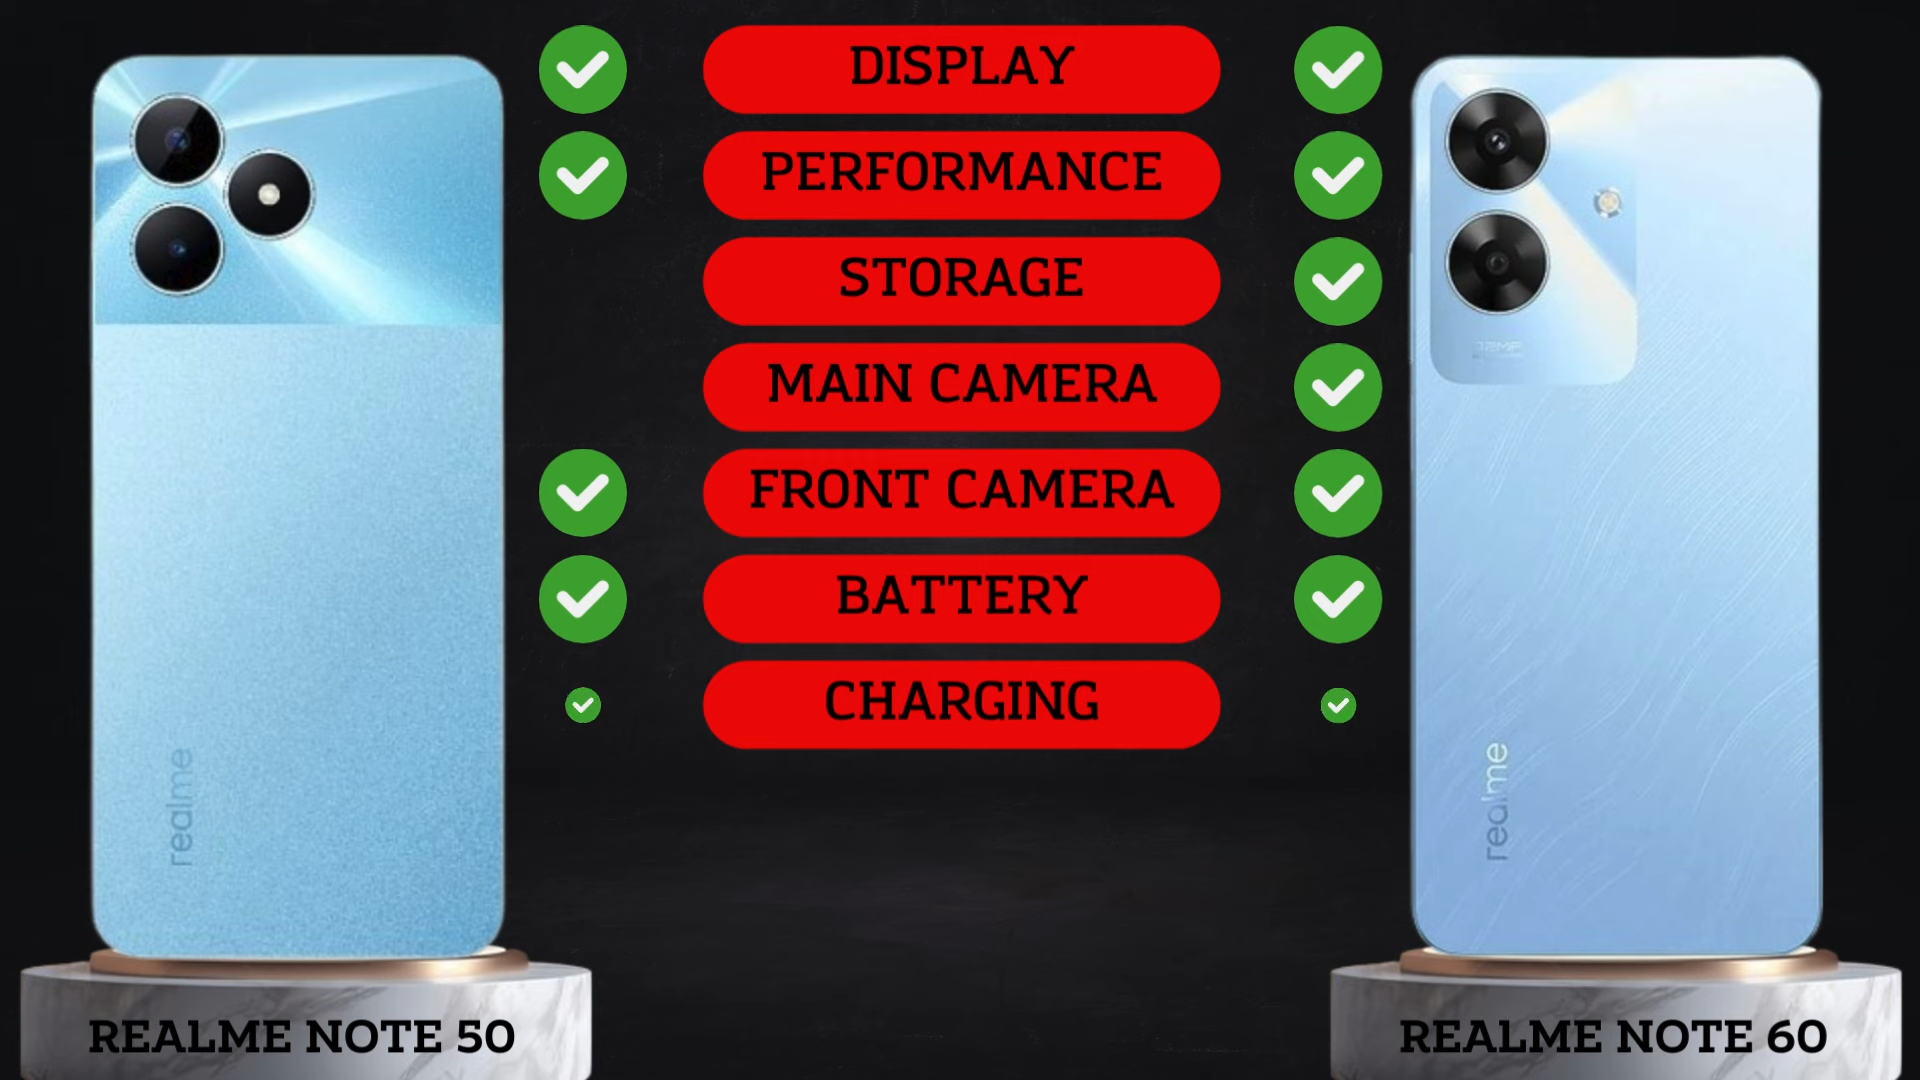 DISPLAY
PERFORMANCE
STORAGE
MAIN CAMERA
FRONT CAMERA
BATTERY
CHARGING
realme
realme
REALME NOTE 50
REALME NOTE 60